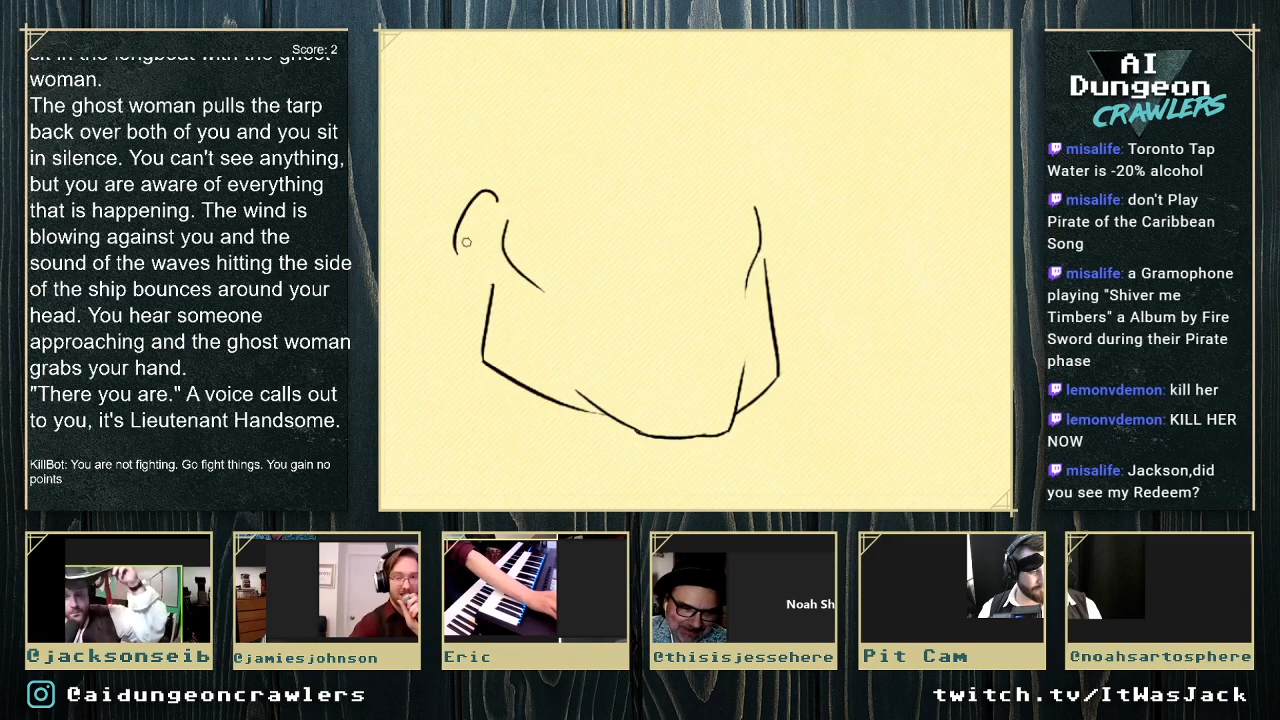 Score: 2
sit in the longboat with the ghost
woman.
The ghost woman pulls the tarp
back over both of you and you sit
in silence. You can't see anything,
but you are aware of everything
that is happening. The wind is
blowing against you and the
sound of the waves hitting the side
of the ship bounces around your
head. You hear someone
approaching and the ghost woman
grabs your hand.
"There you are." A voice calls out
to you, it's Lieutenant Handsome.
KillBot: You are not fighting. Go fight things. You gain no
points
AI
Dungeon
CRAWLERS
misalife: Toronto Tap
Water is -20% alcohol
misalife: don't Play
Pirate of the Caribbean
Song
misalife: a Gramophone
playing "Shiver me
Timbers" a Album by Fire
Sword during their Pirate
phase
lemonvdemon: kill her
lemonvdemon: KILL HER
NOW
misalife: Jackson,did
you see my Redeem?
Noah Sh
@jacksonseib
@jamiesjohnson
Eric
@thisisjessehere
Pit Cam
@noahsartosphere
@aidungeoncrawlers
twitch.tv/ItWasJack